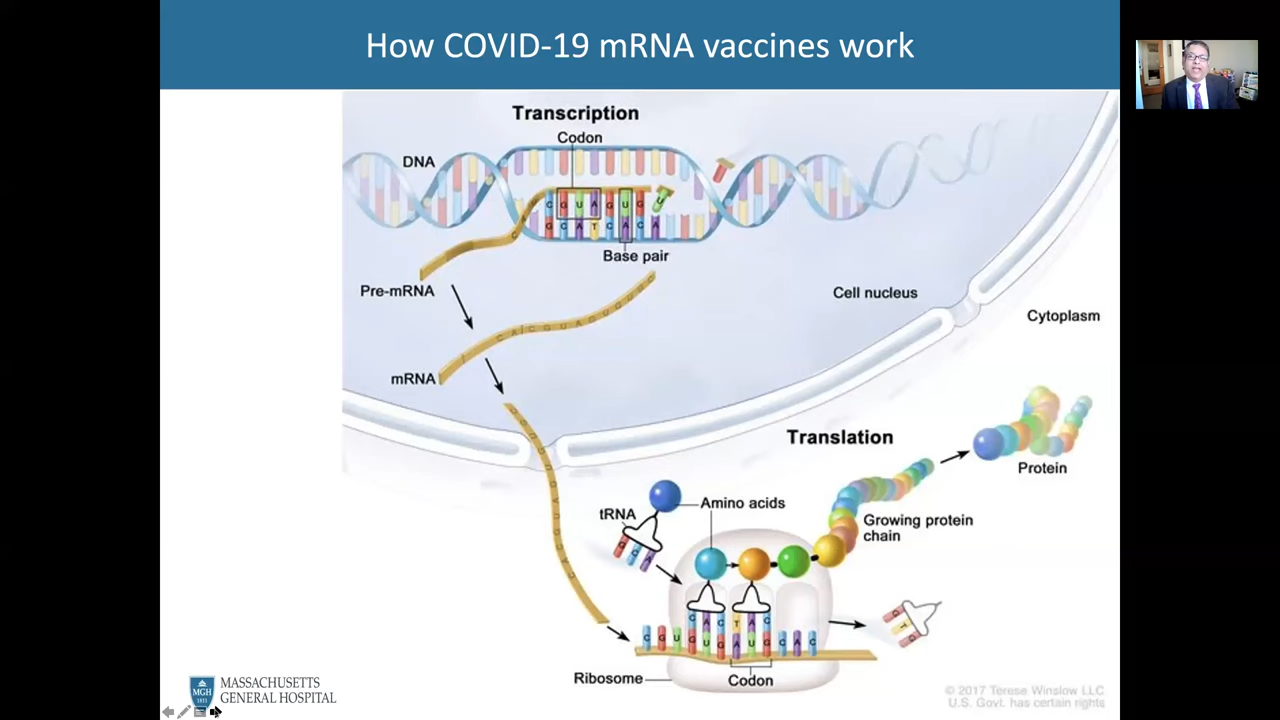 How COVID-19 mRNA vaccines work
Transcription
Codon
DNA
C G U A G U G U
G C A T C A C A
Base pair
Pre-mRNA
Cell nucleus
Cytoplasm
C A C G U A G U G U G C
mRNA
Translation
Protein
Amino acids
tRNA
Growing protein
chain
G C A
C A C T A C
C G U G U G A U G C A C
G T G
Ribosome
Codon
MGH
1811
MASSACHUSETTS
GENERAL HOSPITAL
© 2017 Terese Winslow LLC
U.S. Govt. has certain rights